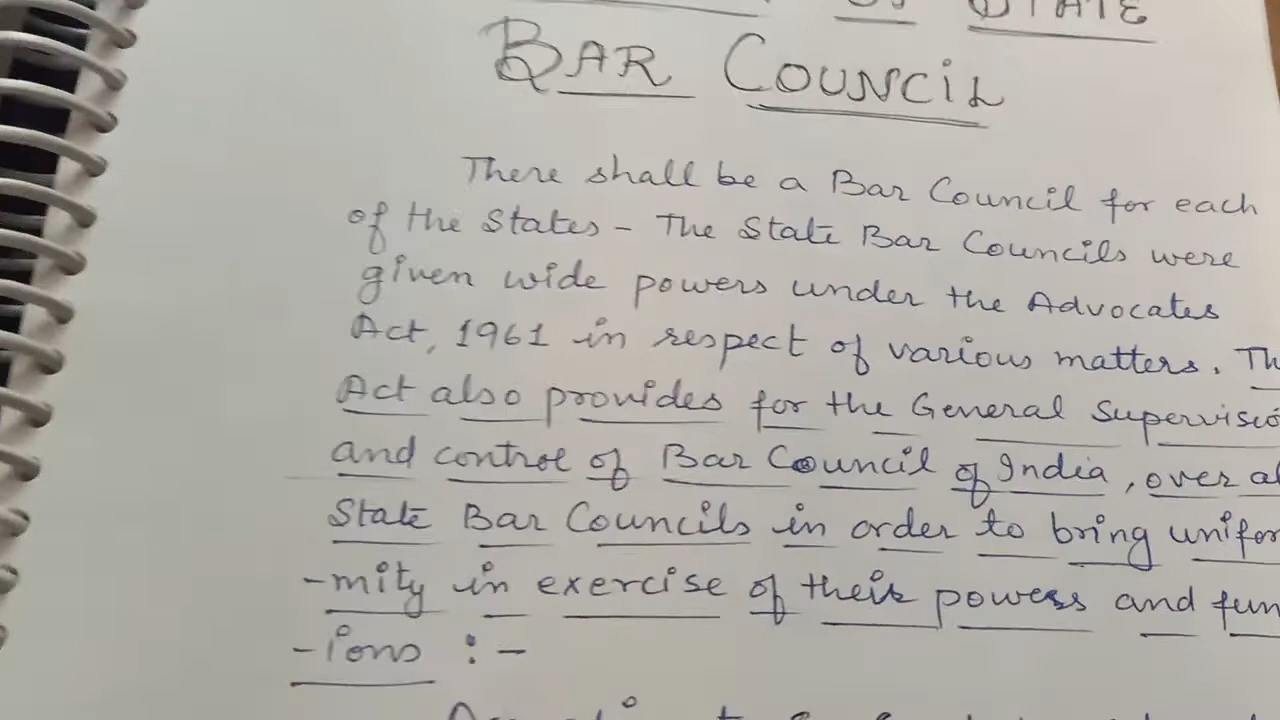 STATE
BAR COUNCIL
There shall be a Bar Council for each
of the States - The State Bar Councils were
given wide powers under the Advocates
Act, 1961 in respect of various matters. Th
Act also provides for the General Supervisio
and control of Bar Council of India, over al
State Bar Councils in order to bring unifor
-mity in exercise of their powers and fun
-ions :-